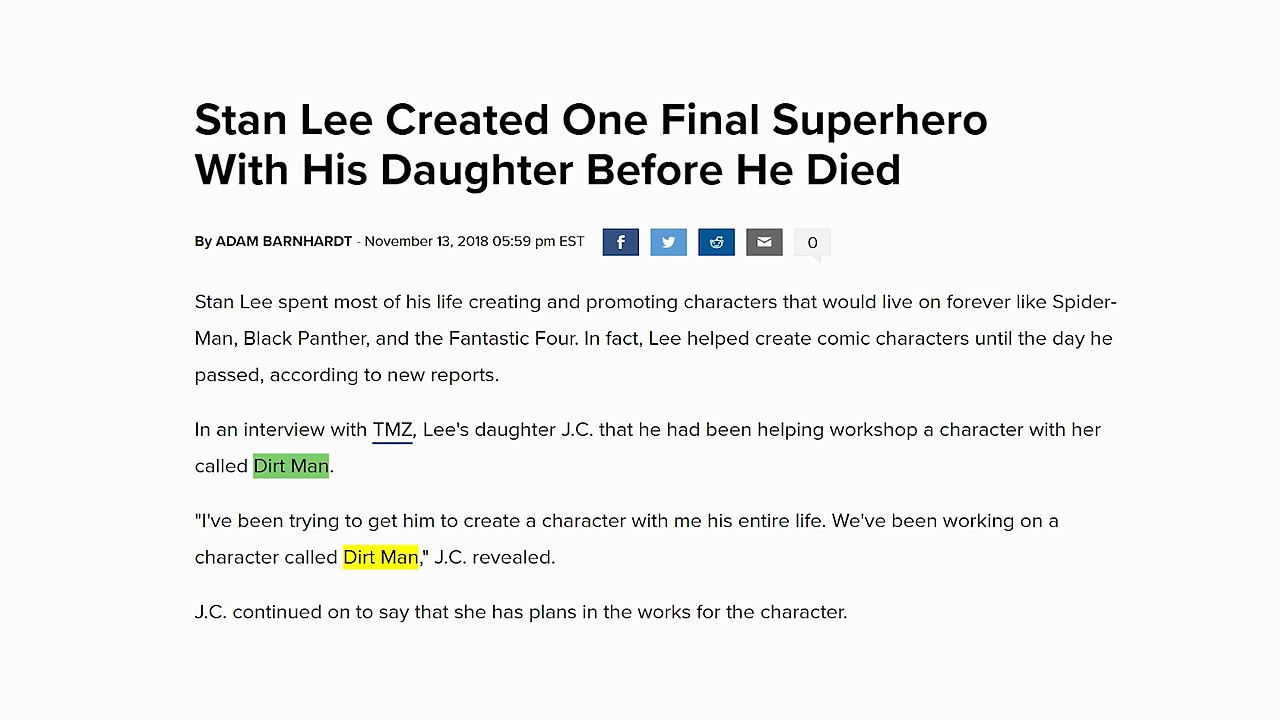 Stan Lee Created One Final Superhero
With His Daughter Before He Died
By ADAM BARNHARDT - November 13, 2018 05:59 pm EST f 0
Stan Lee spent most of his life creating and promoting characters that would live on forever like Spider-
Man, Black Panther, and the Fantastic Four. In fact, Lee helped create comic characters until the day he
passed, according to new reports.
In an interview with TMZ, Lee's daughter J.C. that he had been helping workshop a character with her
called Dirt Man.
"I've been trying to get him to create a character with me his entire life. We've been working on a
character called Dirt Man," J.C. revealed.
J.C. continued on to say that she has plans in the works for the character.